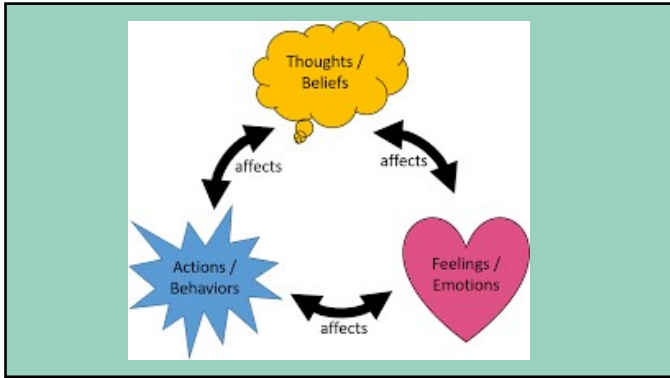 Thoughts /
Beliefs
affects
affects
Actions /
Behaviors
Feelings /
Emotions
affects